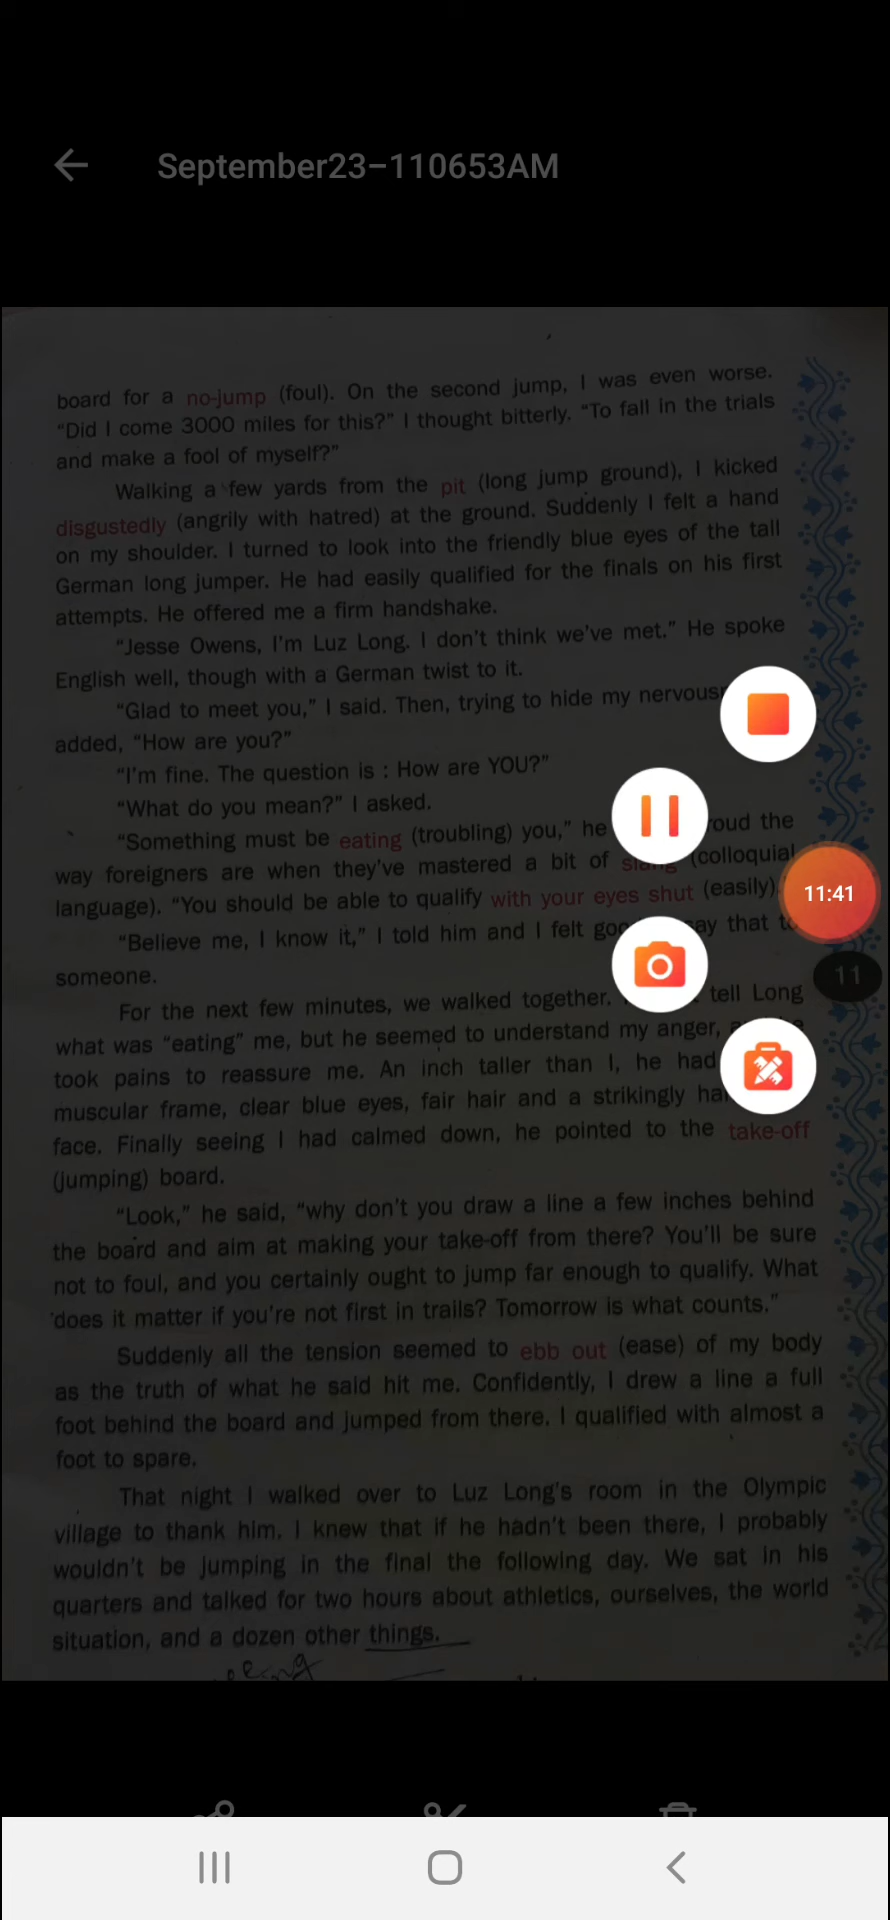 September23-110653AM
board for a no-jump (foul). On the second jump, I was even worse.
“Did I come 3000 miles for this?” I thought bitterly. “To fall in the trials
and make a fool of myself?”
Walking a few yards from the pit (long jump ground), I kicked
disgustedly (angrily with hatred) at the ground. Suddenly I felt a hand
on my shoulder. I turned to look into the friendly blue eyes of the tall
German long jumper. He had easily qualified for the finals on his first
attempts. He offered me a firm handshake.
“Jesse Owens, I’m Luz Long. I don’t think we’ve met.” He spoke
English well, though with a German twist to it.
“Glad to meet you,” I said. Then, trying to hide my
added, “How are you?”
“I’m fine. The question is : How are YOU?”
“What do you mean?” I asked.
“Something must be eating (troubling) you,” he the
way foreigners are when they’ve mastered a bit of (colloquial
11:41
language). “You should be able to qualify with your eyes shut (easily).
“Believe me, I know it,” I told him and I felt that
someone.
11
For the next few minutes, we walked together. tell Long
what was “eating” me, but he seemed to understand my anger,
took pains to reassure me. An inch taller than I, he had
muscular frame, clear blue eyes, fair hair and a strikingly
face. Finally seeing I had calmed down, he pointed to the take-off
(jumping) board.
“Look,” he said, “why don’t you draw a line a few inches behind
the board and aim at making your take-off from there? You’ll be sure
not to foul, and you certainly ought to jump far enough to qualify. What
does it matter if you’re not first in trails? Tomorrow is what counts.”
Suddenly all the tension seemed to ebb out (ease) of my body
as the truth of what he said hit me. Confidently, I drew a line a full
foot behind the board and jumped from there. I qualified with almost a
foot to spare.
That night I walked over to Luz Long’s room in the Olympic
village to thank him. I knew that if he hadn’t been there, I probably
wouldn’t be jumping in the final the following day. We sat in his
quarters and talked for two hours about athletics, ourselves, the world
situation, and a dozen other things.